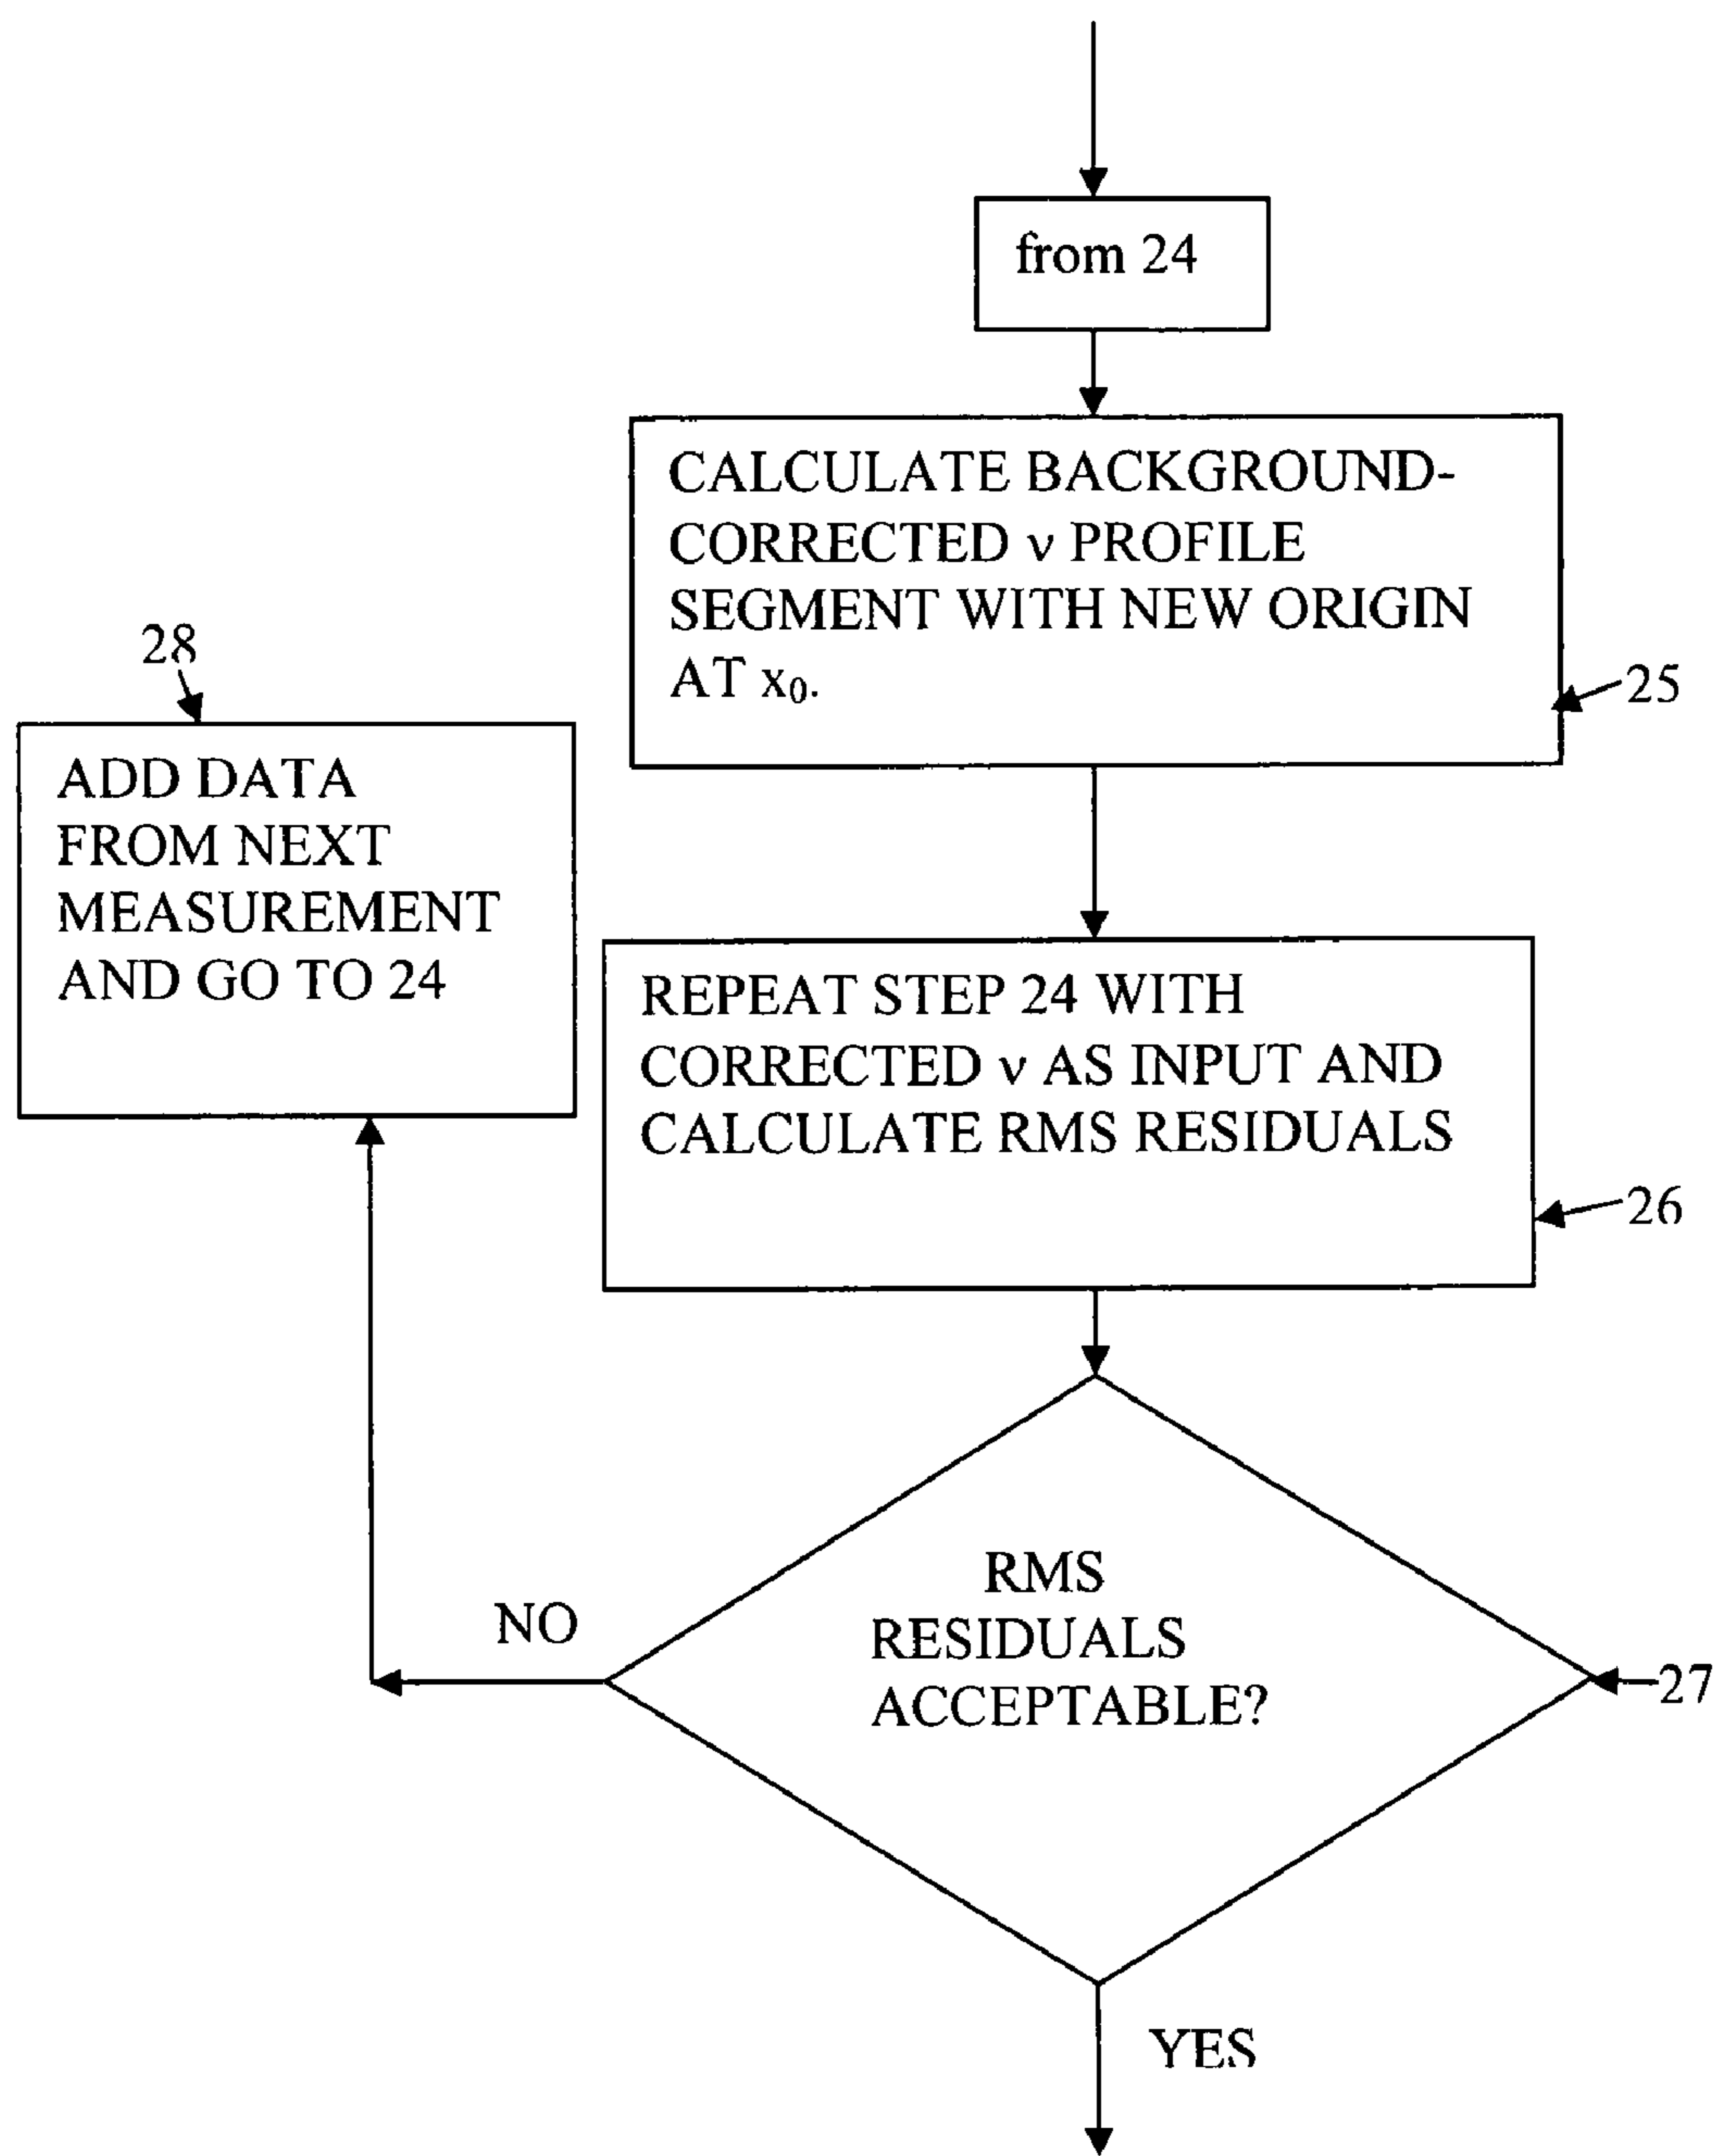 from 24
CALCULATE BACKGROUND-
CORRECTED ν PROFILE
SEGMENT WITH NEW ORIGIN
AT x₀.
25
28
ADD DATA
FROM NEXT
MEASUREMENT
AND GO TO 24
REPEAT STEP 24 WITH
CORRECTED ν AS INPUT AND
CALCULATE RMS RESIDUALS
26
RMS
RESIDUALS
ACCEPTABLE?
NO
27
YES